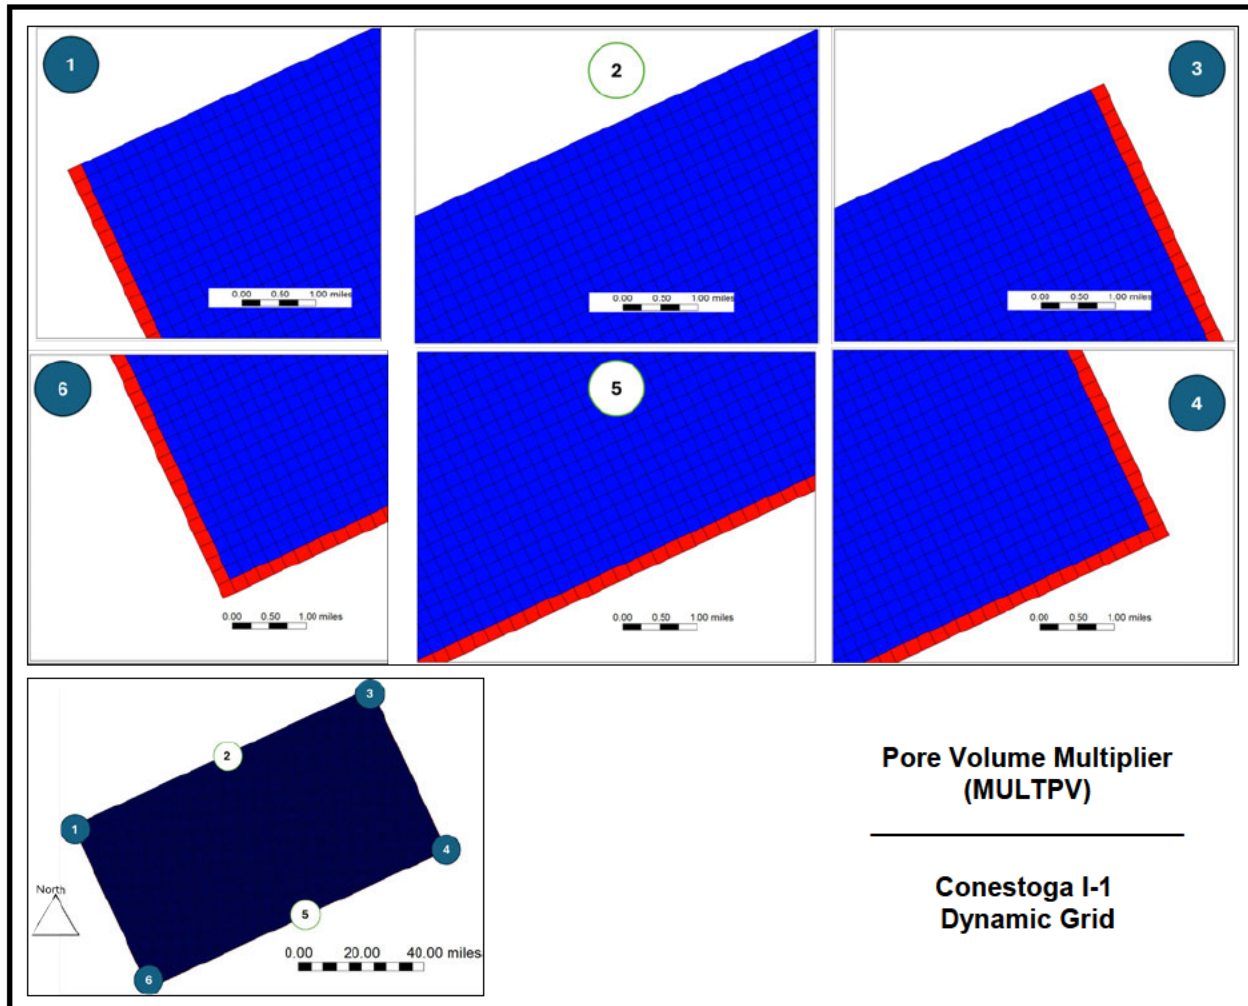 1
2
3
0.00 0.50 1.00 miles
0.00 0.50 1.00 miles
0.00 0.50 1.00 miles
6
5
4
0.00 0.50 1.00 miles
0.00 0.50 1.00 miles
0.00 0.50 1.00 miles
3
2
1
4
North
5
0.00 20.00 40.00 miles
6
Pore Volume Multiplier
(MULTPV)
Conestoga I-1
Dynamic Grid